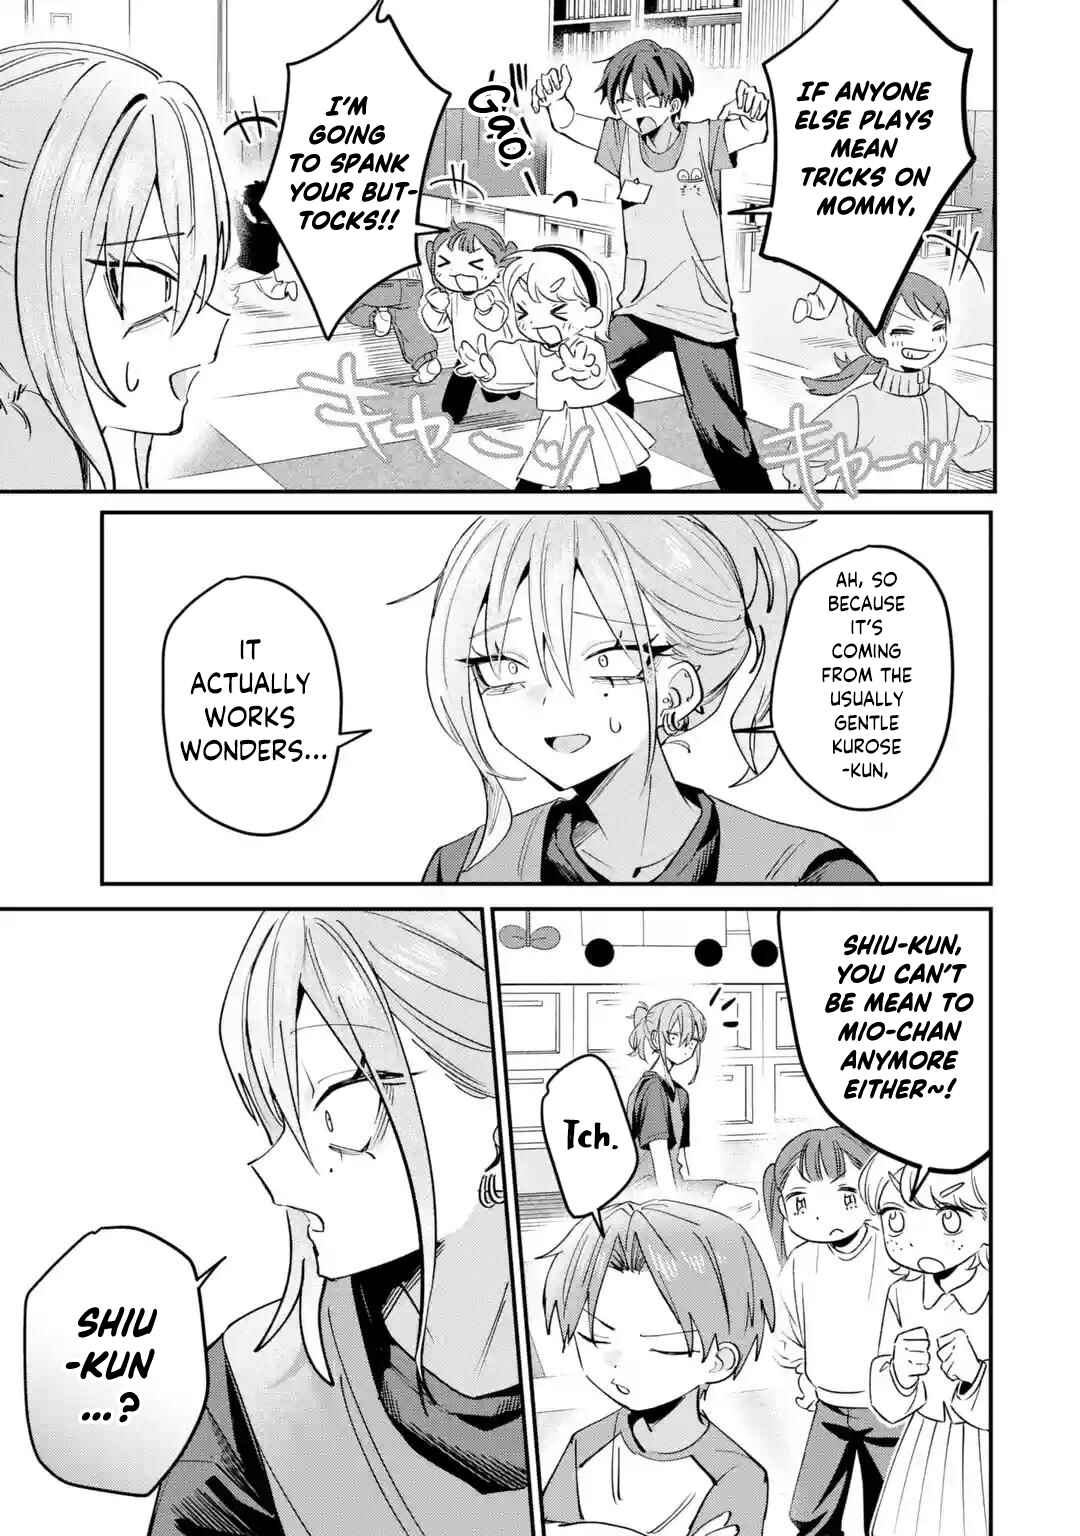 IF ANYONE
ELSE PLAYS
MEAN
TRICKS ON
MOMMY,
Gao
I'M
GOING
TO SPANK
YOUR BUT-
TOCKS!!
キャーッ
キャーッ
AH, SO
BECAUSE
IT'S
COMING
FROM THE
USUALLY
GENTLE
KUROSE
-KUN,
IT
ACTUALLY
WORKS
WONDERS...
SHIU-KUN,
YOU CAN'T
BE MEAN TO
MIO-CHAN
ANYMORE
EITHER~!
Tch.
SHIU
-KUN
...?